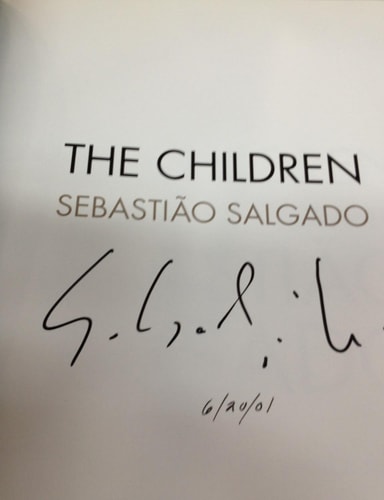 THE CHILDREN
SEBASTIÃO SALGADO
6/20/01